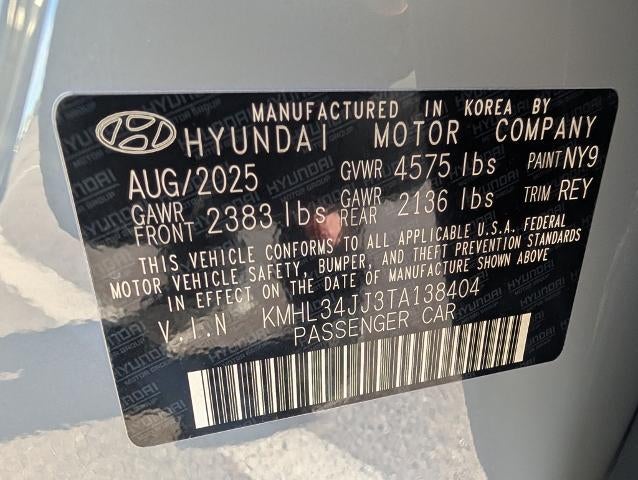 MANUFACTURED IN KOREA BY
HYUNDAI MOTOR COMPANY
AUG/2025 GVWR 4575 lbs PAINT NY9
GAWR FRONT 2383 lbs GAWR REAR 2136 lbs TRIM REY
THIS VEHICLE CONFORMS TO ALL APPLICABLE U.S.A. FEDERAL
MOTOR VEHICLE SAFETY, BUMPER, AND THEFT PREVENTION STANDARDS
IN EFFECT ON THE DATE OF MANUFACTURE SHOWN ABOVE
V.I.N KMHL34JJ3TA138404
PASSENGER CAR